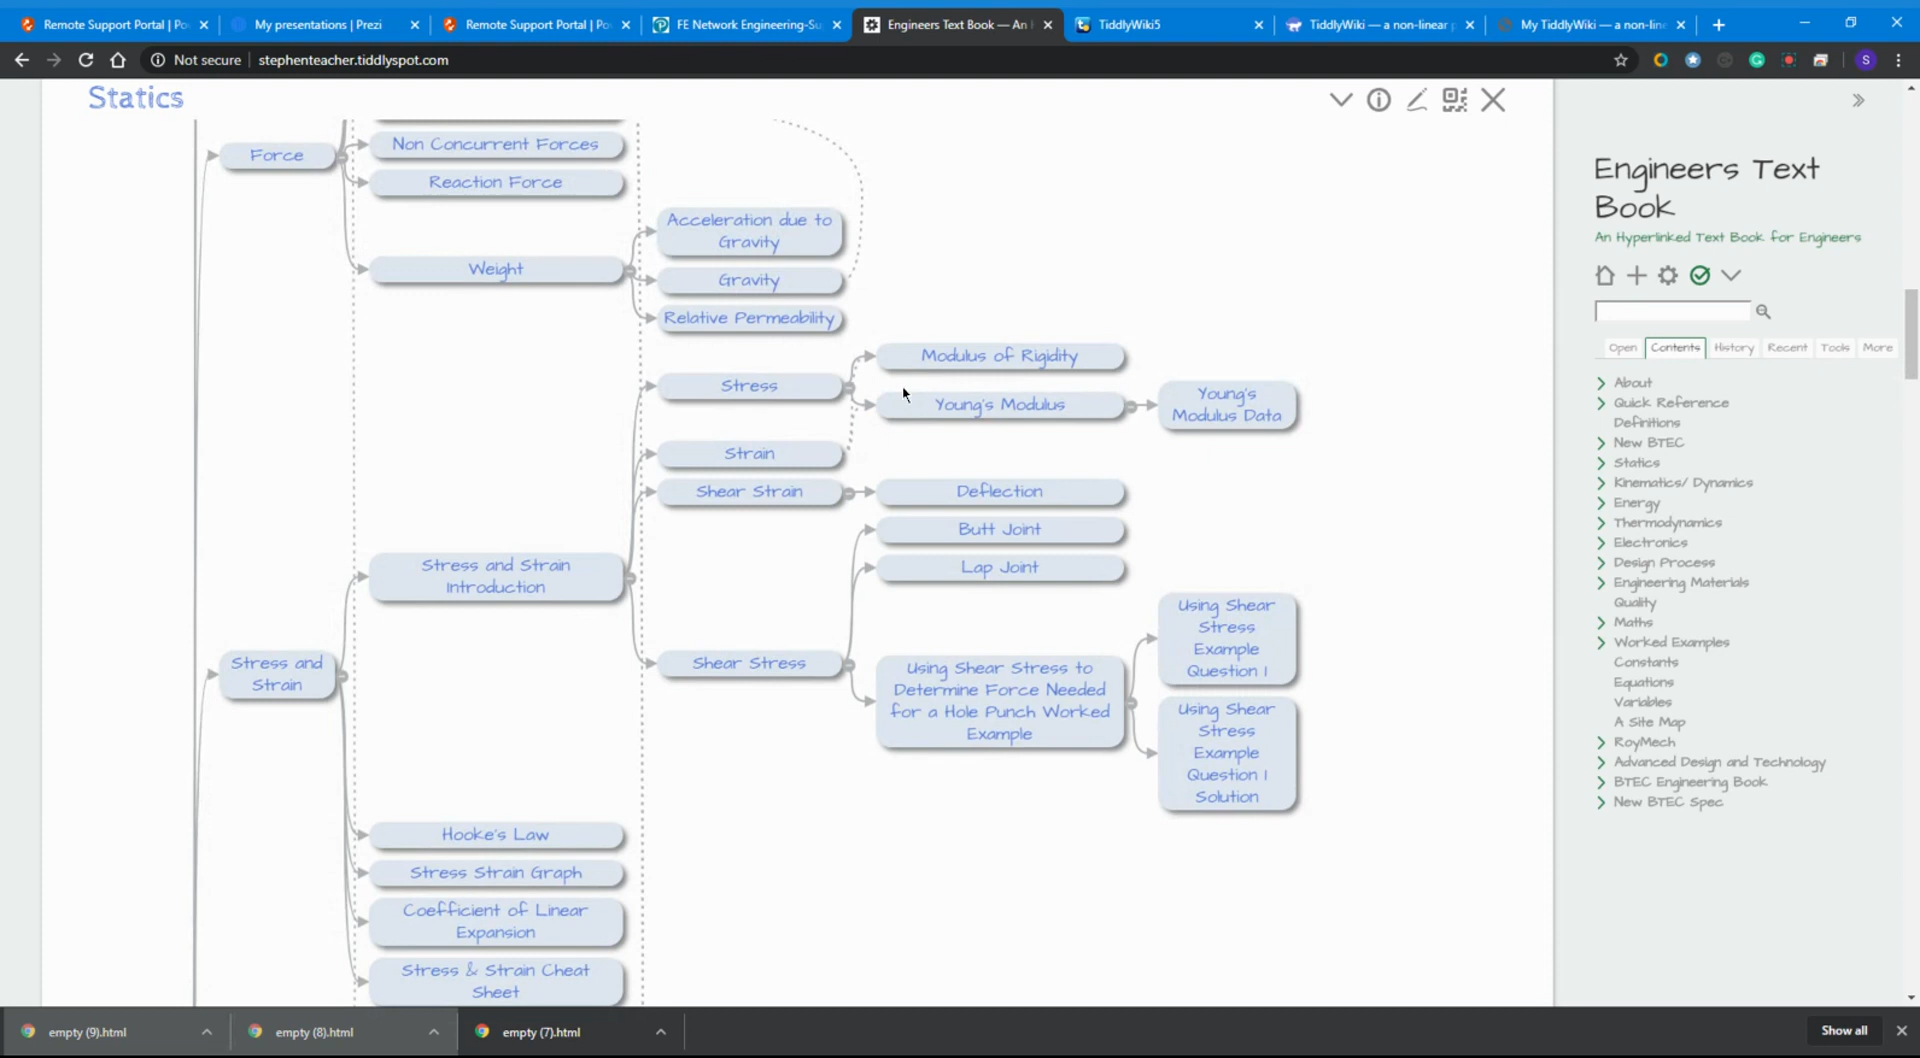 Remote Support Portal | Po
My presentations | Prezi
Remote Support Portal | Po
FE Network Engineering-Su
Engineers Text Book — An
TiddlyWiki5
TiddlyWiki — a non-linear
My TiddlyWiki — a non-line
Not secure
stephenteacher.tiddlyspot.com
S
Statics
Force
Non Concurrent Forces
Reaction Force
Weight
Acceleration due to
Gravity
Gravity
Relative Permeability
Stress
Modulus of Rigidity
Young's Modulus
Young's
Modulus Data
Strain
Shear Strain
Deflection
Butt Joint
Lap Joint
Stress and Strain
Introduction
Stress and
Strain
Shear Stress
Using Shear Stress to
Determine Force Needed
for a Hole Punch Worked
Example
Using Shear
Stress
Example
Question 1
Using Shear
Stress
Example
Question 1
Solution
Hooke's Law
Stress Strain Graph
Coefficient of Linear
Expansion
Stress & Strain Cheat
Sheet
Engineers Text
Book
An Hyperlinked Text Book for Engineers
Open
Contents
History
Recent
Tools
More
About
Quick Reference
Definitions
New BTEC
Statics
Kinematics/ Dynamics
Energy
Thermodynamics
Electronics
Design Process
Engineering Materials
Quality
Maths
Worked Examples
Constants
Equations
Variables
A Site Map
RoyMech
Advanced Design and Technology
BTEC Engineering Book
New BTEC Spec
empty (9).html
empty (8).html
empty (7).html
Show all